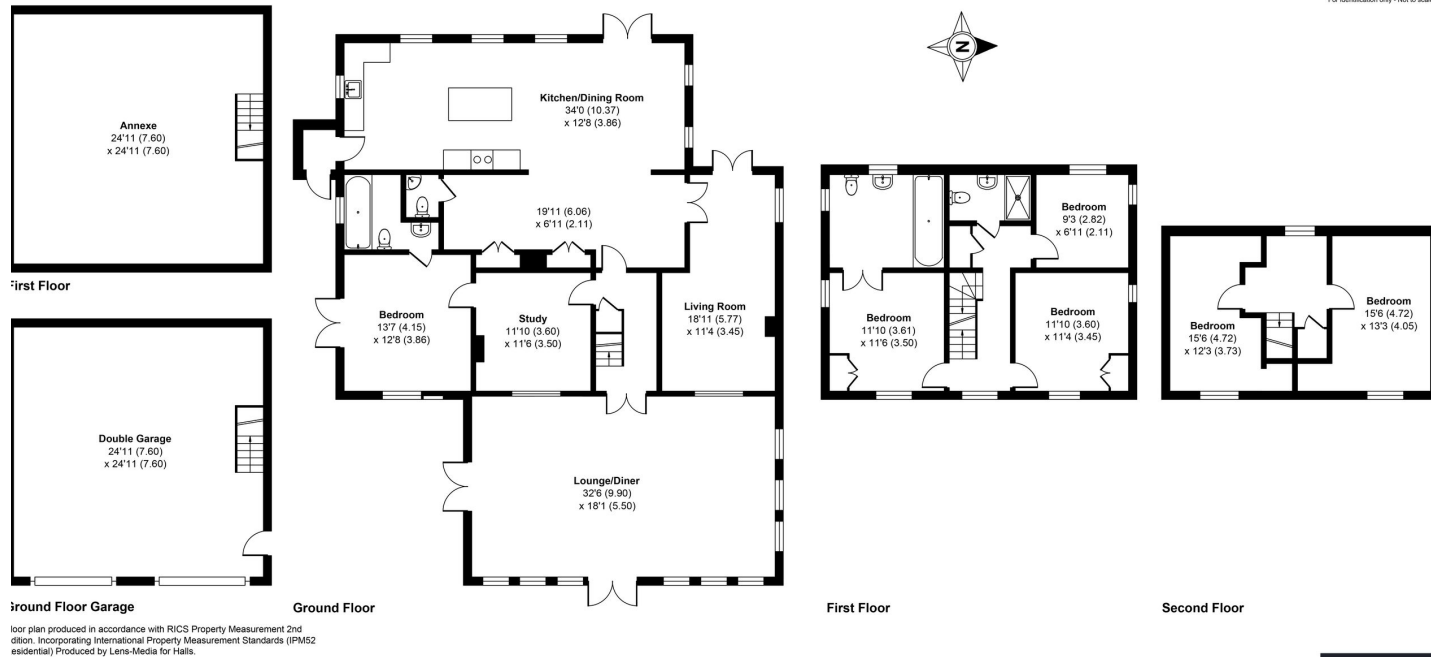 For identification only - Not to scale
N
Annexe
24'11 (7.60)
x 24'11 (7.60)
First Floor
Double Garage
24'11 (7.60)
x 24'11 (7.60)
Ground Floor Garage
Kitchen/Dining Room
34'0 (10.37)
x 12'8 (3.86)
19'11 (6.06)
x 6'11 (2.11)
Bedroom
13'7 (4.15)
x 12'8 (3.86)
Study
11'10 (3.60)
x 11'6 (3.50)
Living Room
18'11 (5.77)
x 11'4 (3.45)
Lounge/Diner
32'6 (9.90)
x 18'1 (5.50)
Ground Floor
Bedroom
9'3 (2.82)
x 6'11 (2.11)
Bedroom
11'10 (3.61)
x 11'6 (3.50)
Bedroom
11'10 (3.60)
x 11'4 (3.45)
First Floor
Bedroom
15'6 (4.72)
x 12'3 (3.73)
Bedroom
15'6 (4.72)
x 13'3 (4.05)
Second Floor
loor plan produced in accordance with RICS Property Measurement 2nd
dition. Incorporating International Property Measurement Standards (IPMS2
esidential) Produced by Lens-Media for Halls.